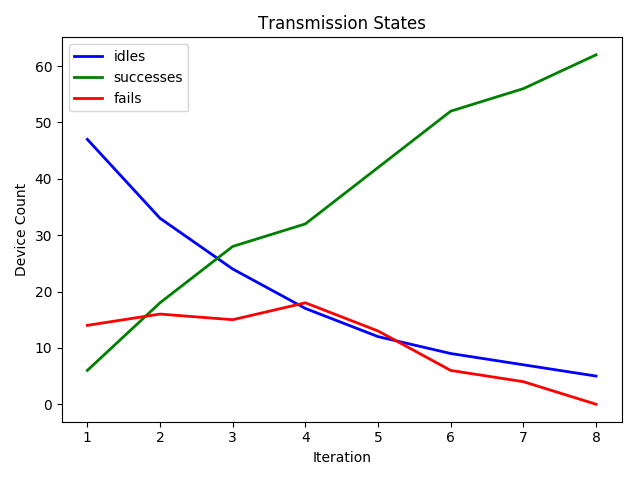 Transmission States
idles
successes
fails
Device Count
60
50
40
30
20
10
0
1 2 3 4 5 6 7 8
Iteration